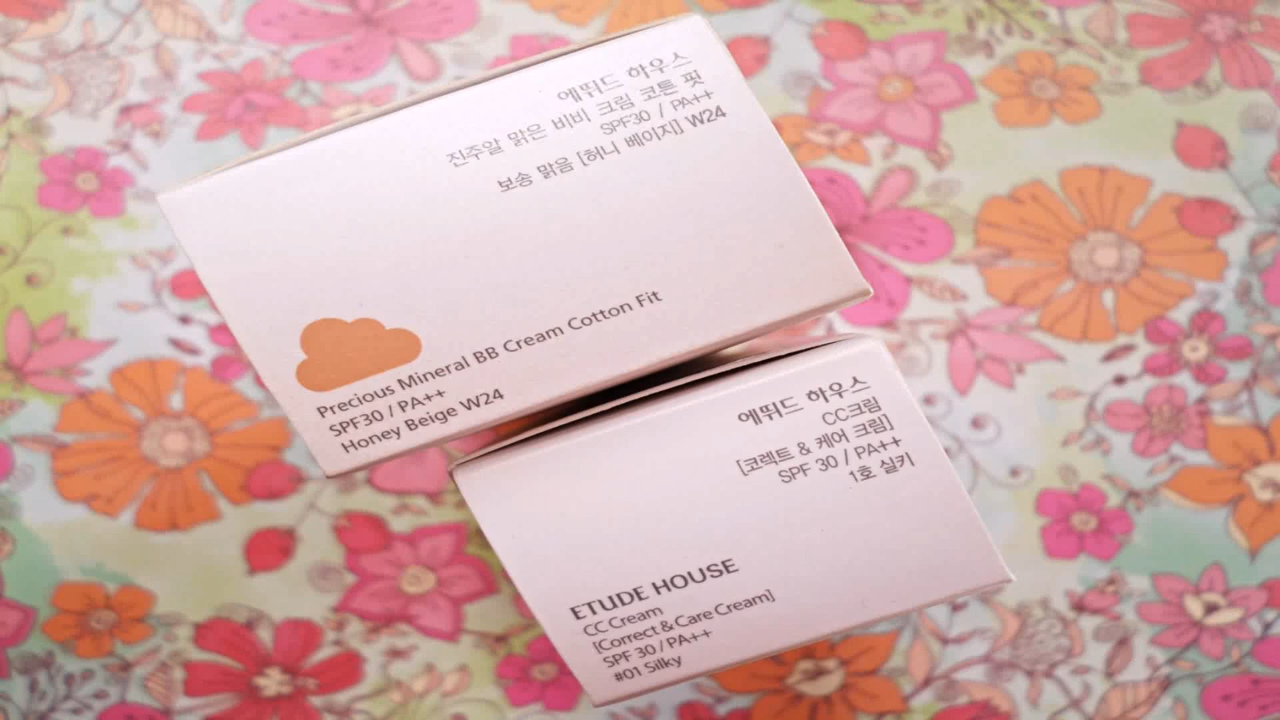 에뛰드 하우스
진주알 맑은 비비 크림 코튼 핏
SPF30 / PA++
보송 맑음 [허니 베이지] W24
Precious Mineral BB Cream Cotton Fit
SPF30 / PA++
Honey Beige W24
에뛰드 하우스
CC크림
[코렉트 & 케어 크림]
SPF 30 / PA++
1호 실키
ETUDE HOUSE
CC Cream
[Correct & Care Cream]
SPF 30 / PA++
#01 Silky